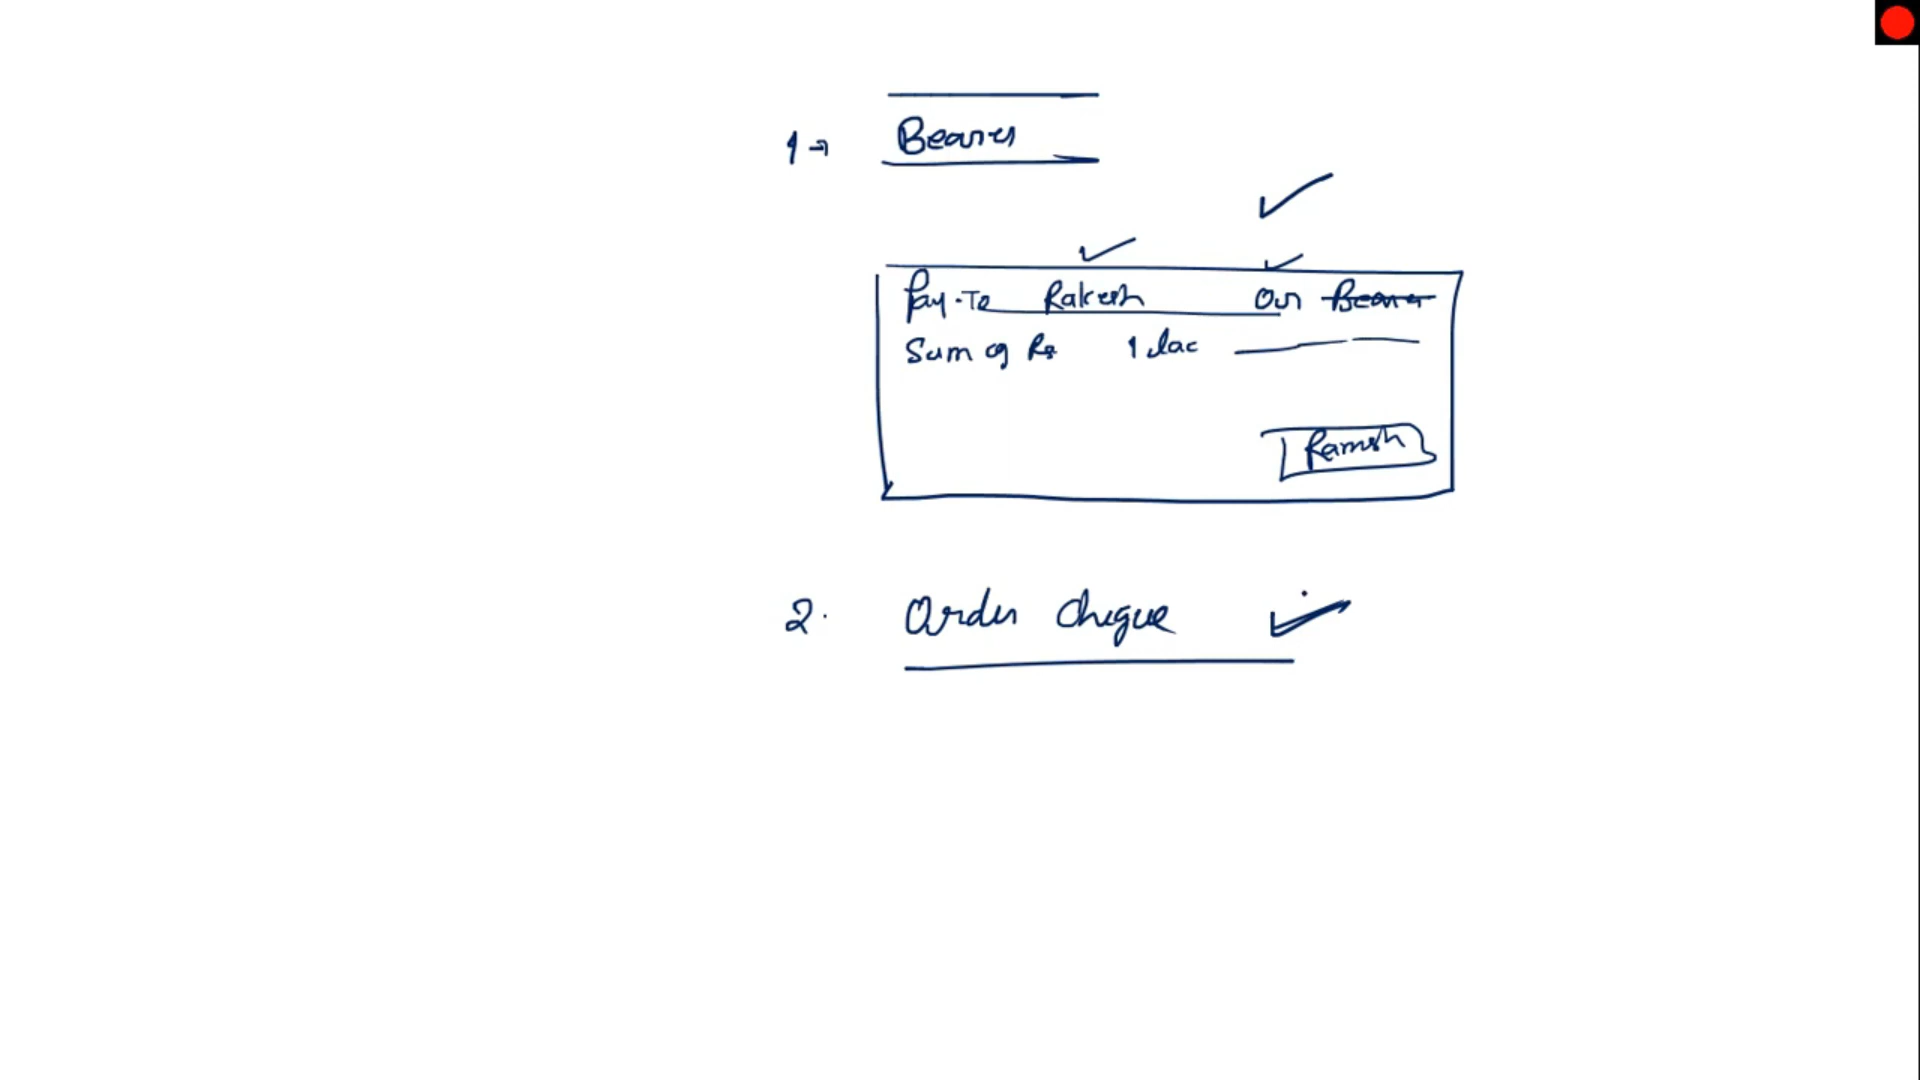 1→ Bearer
Pay-To Rakesh Or Bearer
Sum of Rs 1 lac
Ramesh
2. Order Cheque